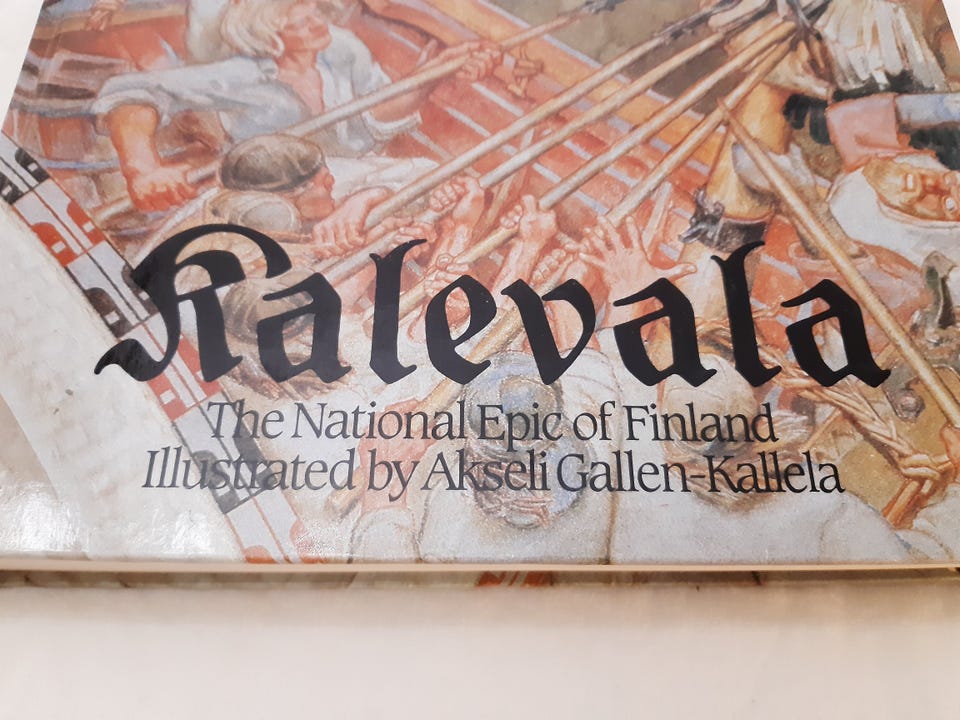 Kalevala
The National Epic of Finland
Illustrated by Akseli Gallen-Kallela